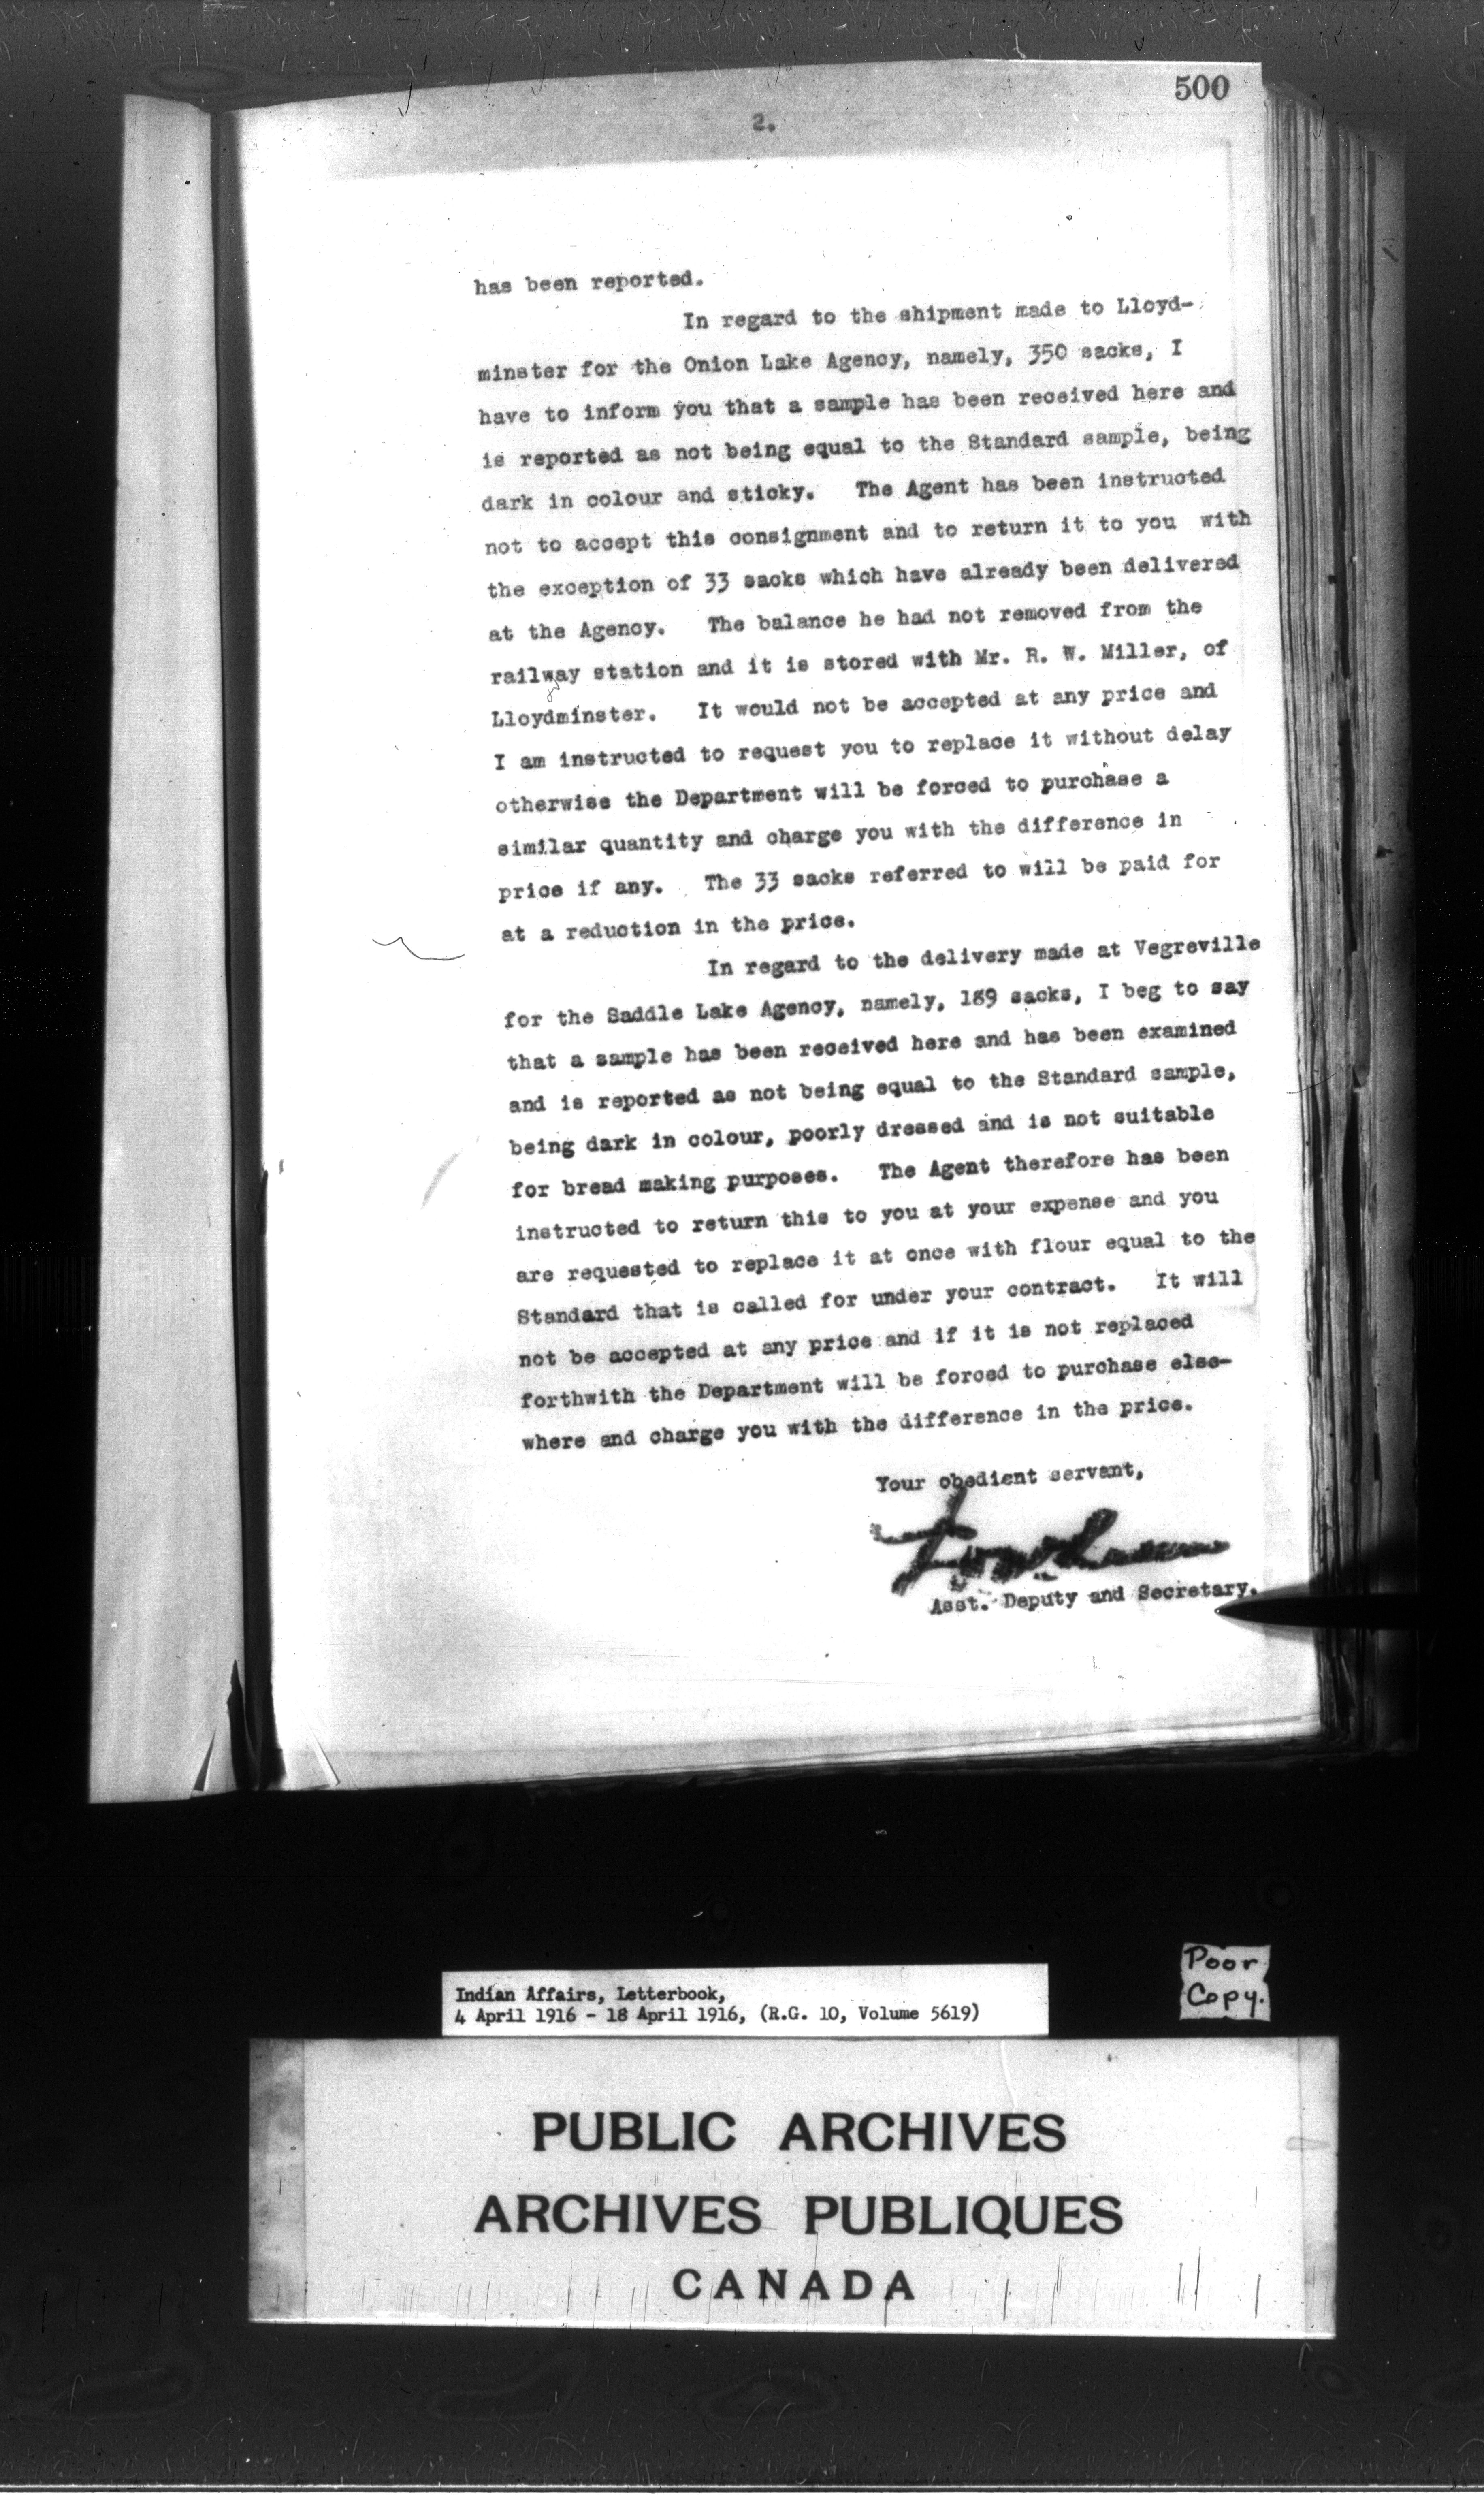 500
2.
has been reported.
In regard to the shipment made to Lloyd-
minster for the Onion Lake Agency, namely, 350 sacks, I
have to inform you that a sample has been received here and
is reported as not being equal to the Standard sample, being
dark in colour and sticky. The Agent has been instructed
not to accept this consignment and to return it to you with
the exception of 33 sacks which have already been delivered
at the Agency. The balance he had not removed from the
railway station and it is stored with Mr. R. W. Miller, of
Lloydminster. It would not be accepted at any price and
I am instructed to request you to replace it without delay
otherwise the Department will be forced to purchase a
similar quantity and charge you with the difference in
price if any. The 33 sacks referred to will be paid for
at a reduction in the price.
In regard to the delivery made at Vegreville
for the Saddle Lake Agency, namely, 189 sacks, I beg to say
that a sample has been received here and has been examined
and is reported as not being equal to the Standard sample,
being dark in colour, poorly dressed and is not suitable
for bread making purposes. The Agent therefore has been
instructed to return this to you at your expense and you
are requested to replace it at once with flour equal to the
Standard that is called for under your contract. It will
not be accepted at any price and if it is not replaced
forthwith the Department will be forced to purchase else-
where and charge you with the difference in the price.
Your obedient servant,
Asst. Deputy and Secretary.
Poor
Copy.
Indian Affairs, Letterbook,
4 April 1916 - 18 April 1916, (R.G. 10, Volume 5619)
PUBLIC ARCHIVES
ARCHIVES PUBLIQUES
CANADA